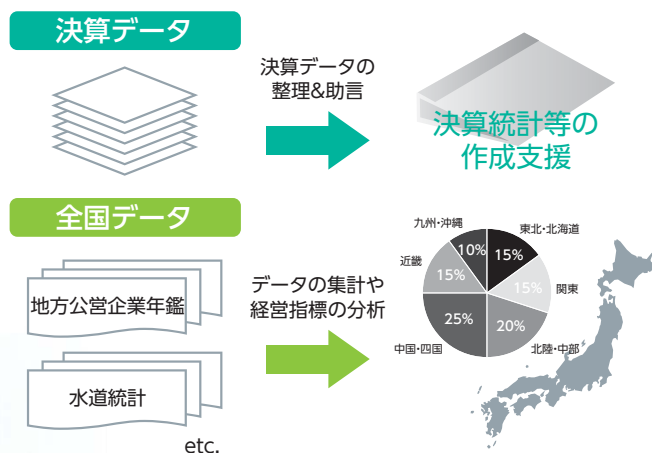 決算データ
決算データの
整理&助言
決算統計等の
作成支援
全国データ
地方公営企業年鑑
水道統計
etc.
データの集計や
経営指標の分析
九州・沖縄
東北・北海道
10%
15%
近畿
15%
15%
関東
25%
20%
中国・四国
北陸・中部